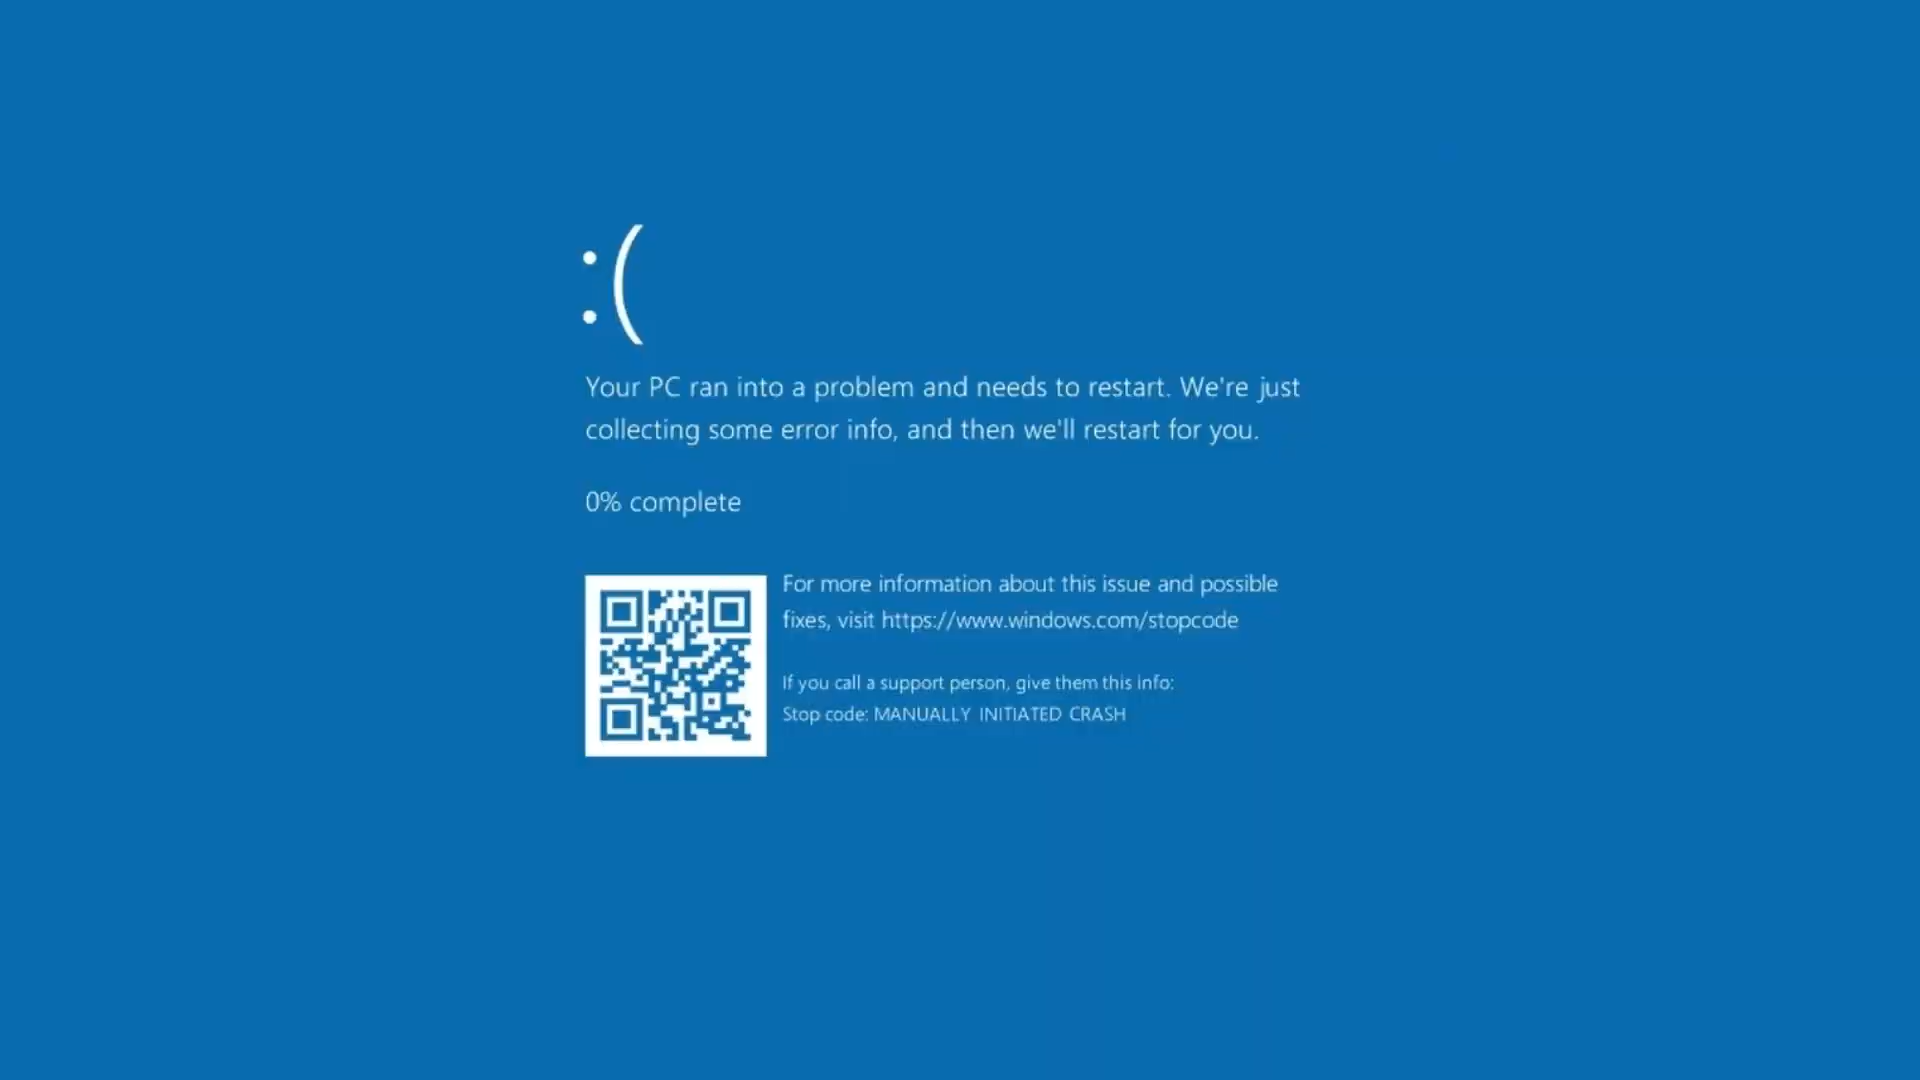 :(
Your PC ran into a problem and needs to restart. We're just
collecting some error info, and then we'll restart for you.
0% complete
For more information about this issue and possible
fixes, visit https://www.windows.com/stopcode
If you call a support person, give them this info:
Stop code: MANUALLY INITIATED CRASH